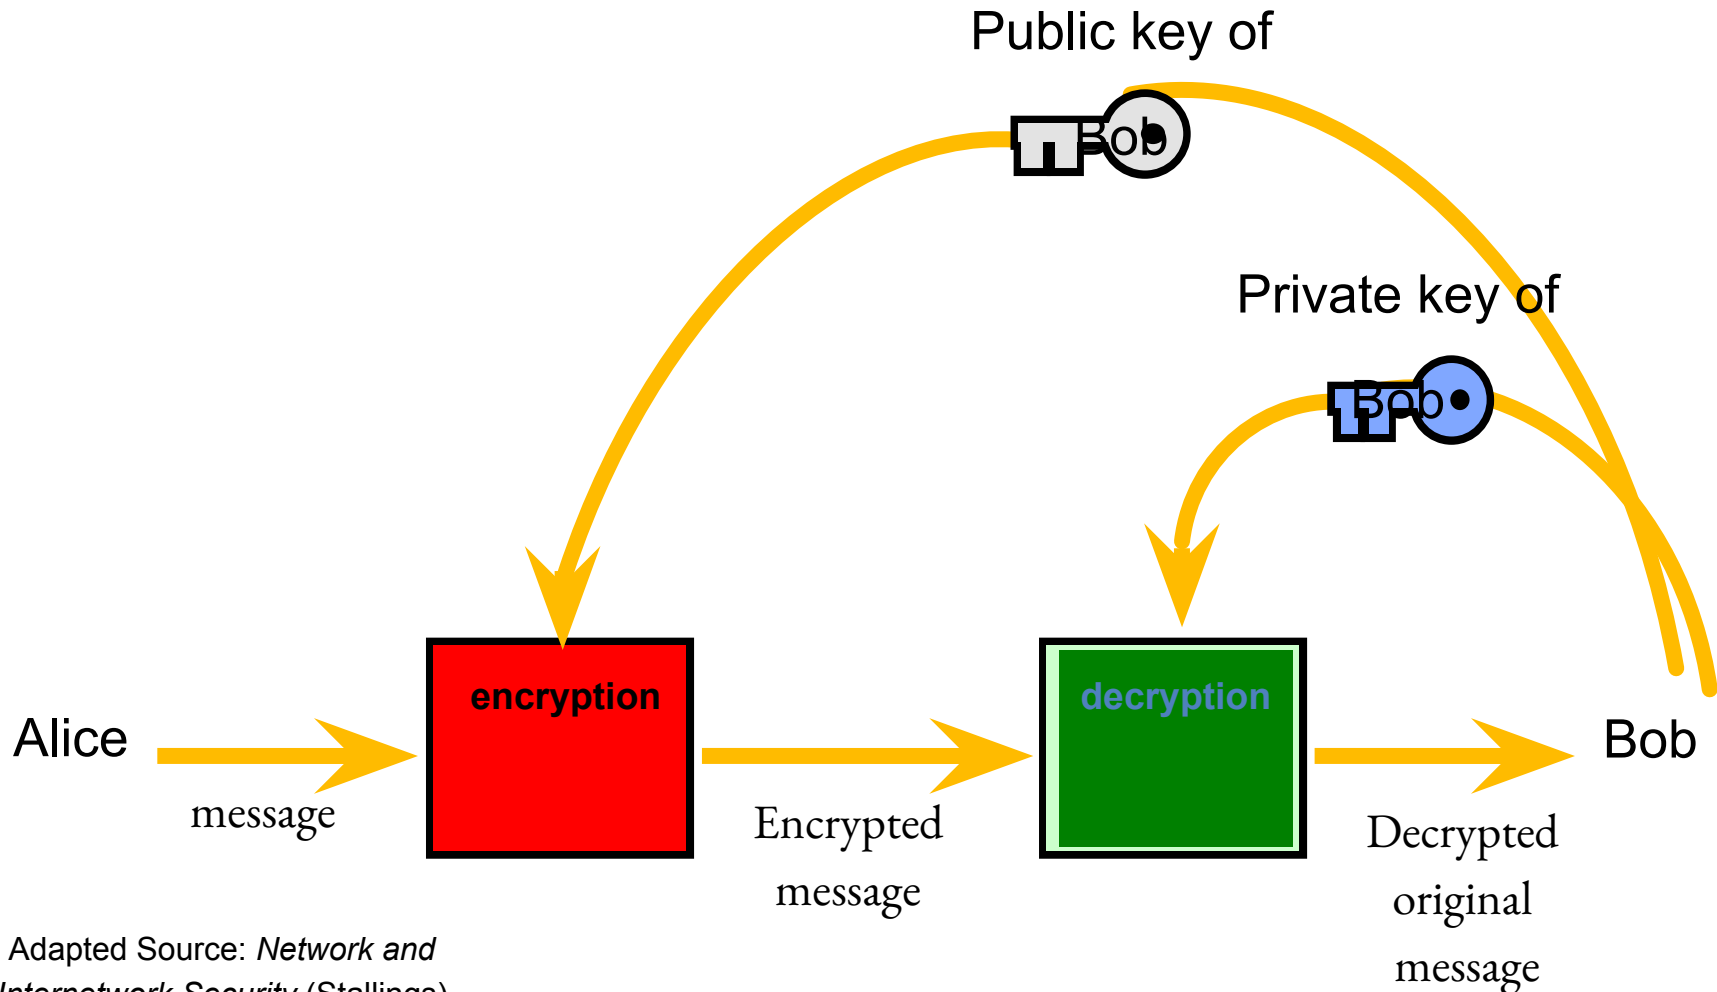 Public key of
Bob
Private key of
Bob
encryption
decryption
Alice
Bob
message
Encrypted
message
Decrypted
original
message
Adapted Source: Network and
Internetwork Security (Stallings)